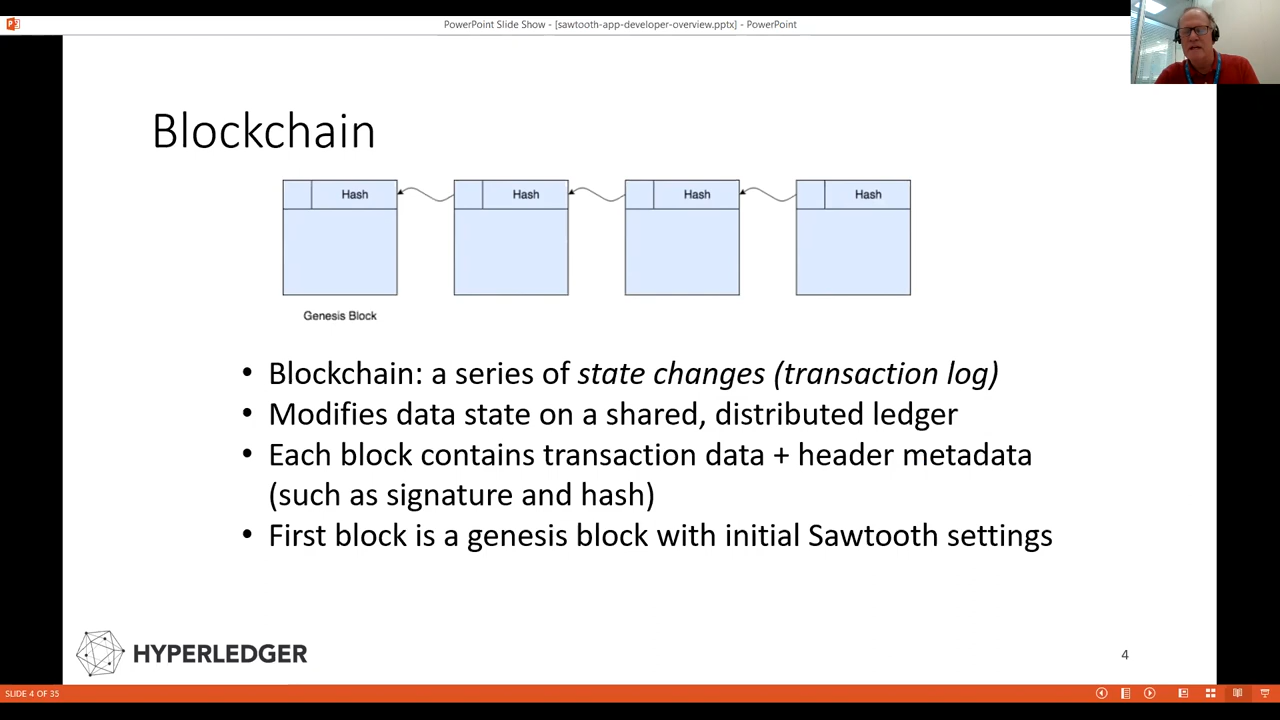 PowerPoint Slide Show - [sawtooth-app-developer-overview.pptx] - PowerPoint
Blockchain
Hash Hash Hash Hash
Genesis Block
• Blockchain: a series of state changes (transaction log)
• Modifies data state on a shared, distributed ledger
• Each block contains transaction data + header metadata
(such as signature and hash)
• First block is a genesis block with initial Sawtooth settings
HYPERLEDGER
4
SLIDE 4 OF 35